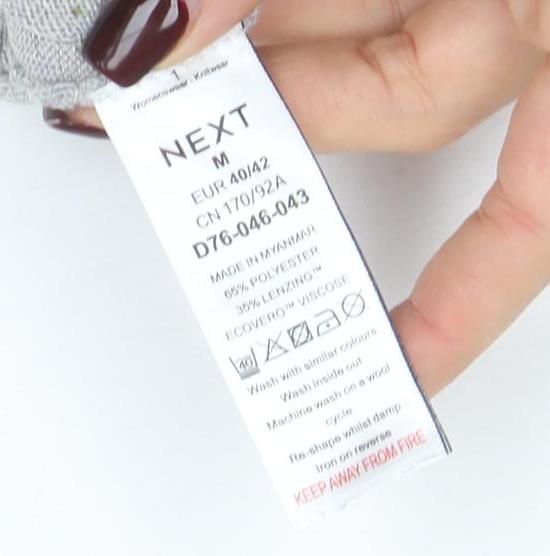 1
Womenswear - Knitwear
NEXT
M
EUR 40/42
CN 170/92A
D76-046-043
MADE IN MYANMAR
65% POLYESTER
35% LENZING™
ECOVERO™ VISCOSE
40
Wash with similar colours
Wash inside out
Machine wash on a wool
cycle
Re-shape whilst damp
Iron on reverse
KEEP AWAY FROM FIRE